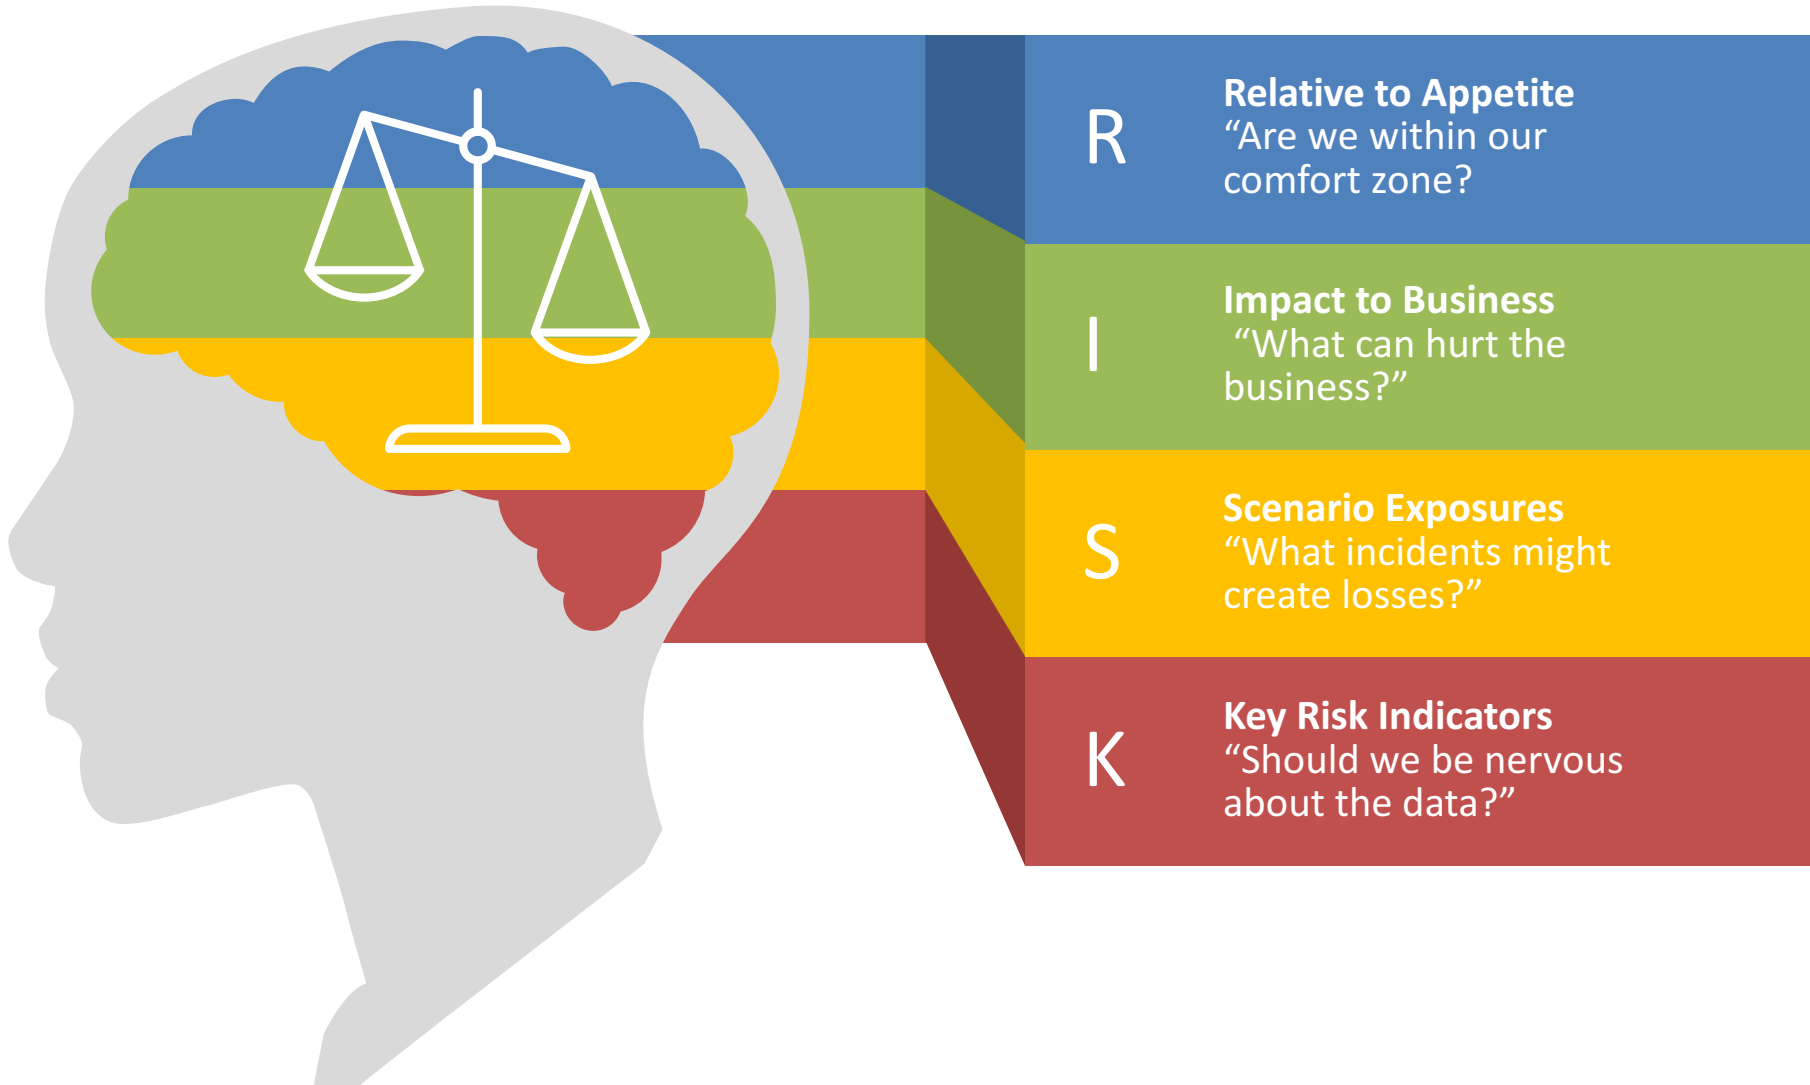 R
Relative to Appetite
“Are we within our
comfort zone?
I
Impact to Business
“What can hurt the
business?”
S
Scenario Exposures
“What incidents might
create losses?”
K
Key Risk Indicators
“Should we be nervous
about the data?”